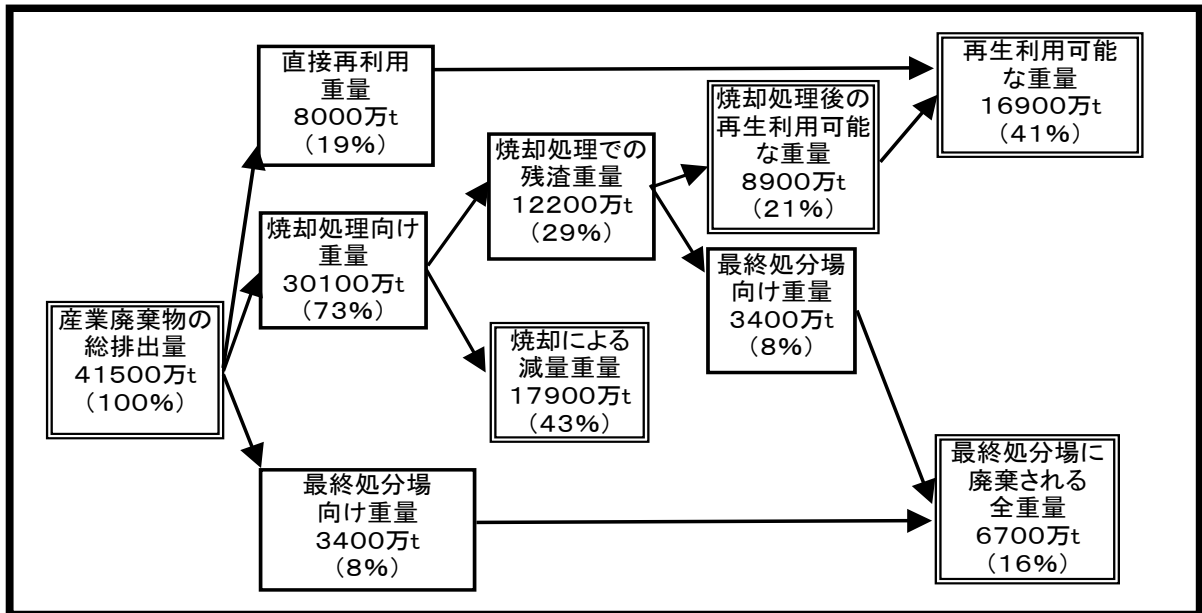 産業廃棄物の
総排出量
41500万t
(100%)
直接再利用
重量
8000万t
(19%)
焼却処理向け
重量
30100万t
(73%)
最終処分場
向け重量
3400万t
(8%)
焼却処理での
残渣重量
12200万t
(29%)
焼却による
減量重量
17900万t
(43%)
焼却処理後の
再生利用可能
な重量
8900万t
(21%)
最終処分場
向け重量
3400万t
(8%)
再生利用可能
な重量
16900万t
(41%)
最終処分場に
廃棄される
全重量
6700万t
(16%)